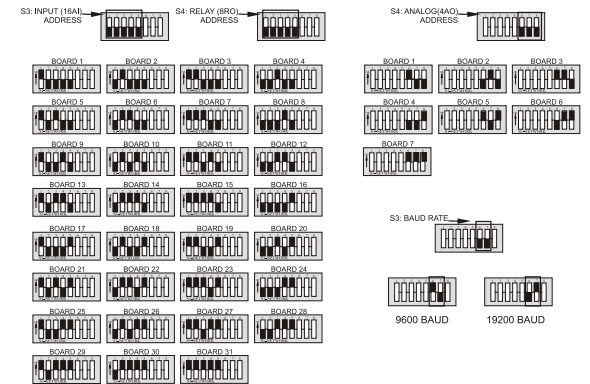 S3: INPUT (16AI)
ADDRESS
S4: RELAY (8RO)
ADDRESS
S4: ANALOG(4AO)
ADDRESS
BOARD 1
BOARD 2
BOARD 3
BOARD 4
BOARD 5
BOARD 6
BOARD 7
BOARD 8
BOARD 9
BOARD 10
BOARD 11
BOARD 12
BOARD 13
BOARD 14
BOARD 15
BOARD 16
BOARD 17
BOARD 18
BOARD 19
BOARD 20
BOARD 21
BOARD 22
BOARD 23
BOARD 24
BOARD 25
BOARD 26
BOARD 27
BOARD 28
BOARD 29
BOARD 30
BOARD 31
BOARD 1
BOARD 2
BOARD 3
BOARD 4
BOARD 5
BOARD 6
BOARD 7
S3: BAUD RATE
9600 BAUD
19200 BAUD